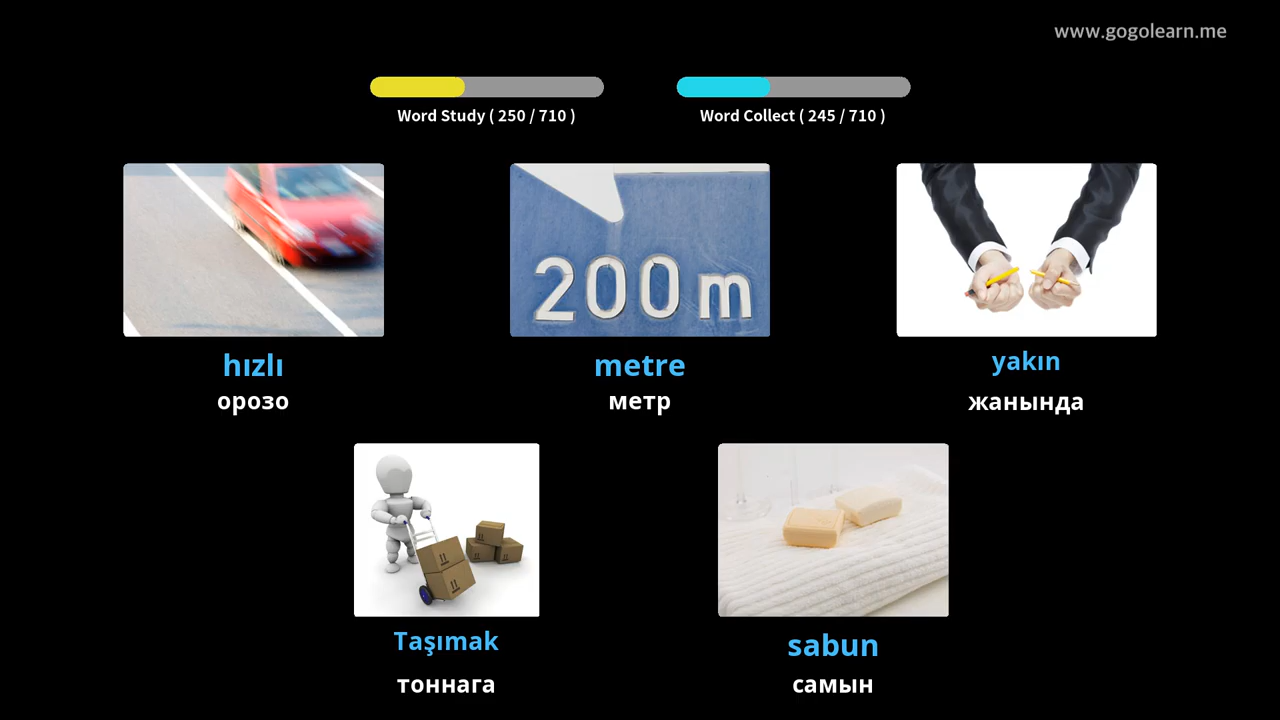 www.gogolearn.me
Word Study ( 250 / 710 )
Word Collect ( 245 / 710 )
200 m
hızlı
орозо
metre
метр
yakın
жанында
Taşımak
тоннага
sabun
самын